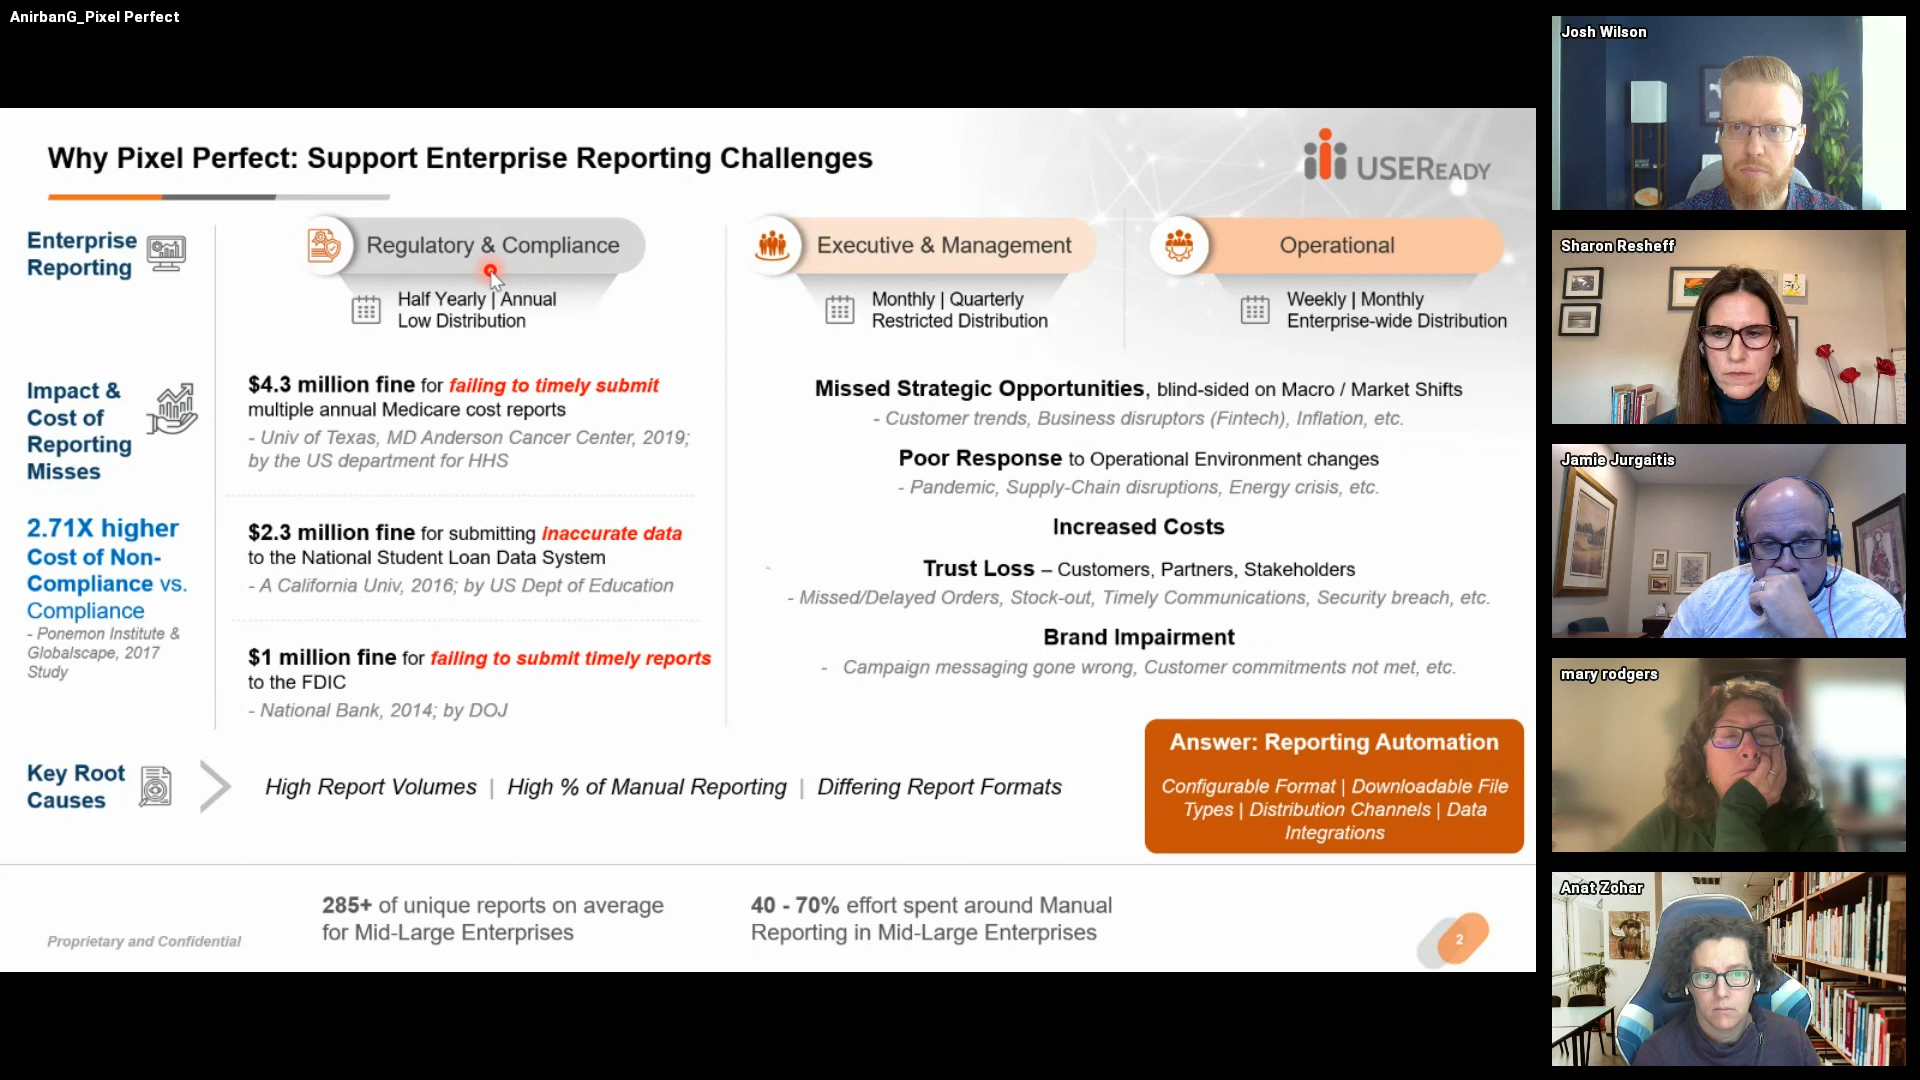 AnirbanG_Pixel Perfect
Why Pixel Perfect: Support Enterprise Reporting Challenges
USEReady
Enterprise
Reporting
Regulatory & Compliance
Half Yearly | Annual
Low Distribution
Executive & Management
Monthly | Quarterly
Restricted Distribution
Operational
Weekly | Monthly
Enterprise-wide Distribution
Impact &
Cost of
Reporting
Misses
2.71X higher
Cost of Non-
Compliance vs.
Compliance
- Ponemon Institute &
Globalscape, 2017
Study
$4.3 million fine for failing to timely submit
multiple annual Medicare cost reports
- Univ of Texas, MD Anderson Cancer Center, 2019;
by the US department for HHS
$2.3 million fine for submitting inaccurate data
to the National Student Loan Data System
- A California Univ, 2016; by US Dept of Education
$1 million fine for failing to submit timely reports
to the FDIC
- National Bank, 2014; by DOJ
Missed Strategic Opportunities, blind-sided on Macro / Market Shifts
- Customer trends, Business disruptors (Fintech), Inflation, etc.
Poor Response to Operational Environment changes
- Pandemic, Supply-Chain disruptions, Energy crisis, etc.
Increased Costs
Trust Loss – Customers, Partners, Stakeholders
- Missed/Delayed Orders, Stock-out, Timely Communications, Security breach, etc.
Brand Impairment
- Campaign messaging gone wrong, Customer commitments not met, etc.
Key Root
Causes
High Report Volumes | High % of Manual Reporting | Differing Report Formats
Answer: Reporting Automation
Configurable Format | Downloadable File
Types | Distribution Channels | Data
Integrations
Proprietary and Confidential
285+ of unique reports on average
for Mid-Large Enterprises
40 - 70% effort spent around Manual
Reporting in Mid-Large Enterprises
2
Josh Wilson
Sharon Resheff
Jamie Jurgaitis
mary rodgers
Anat Zohar